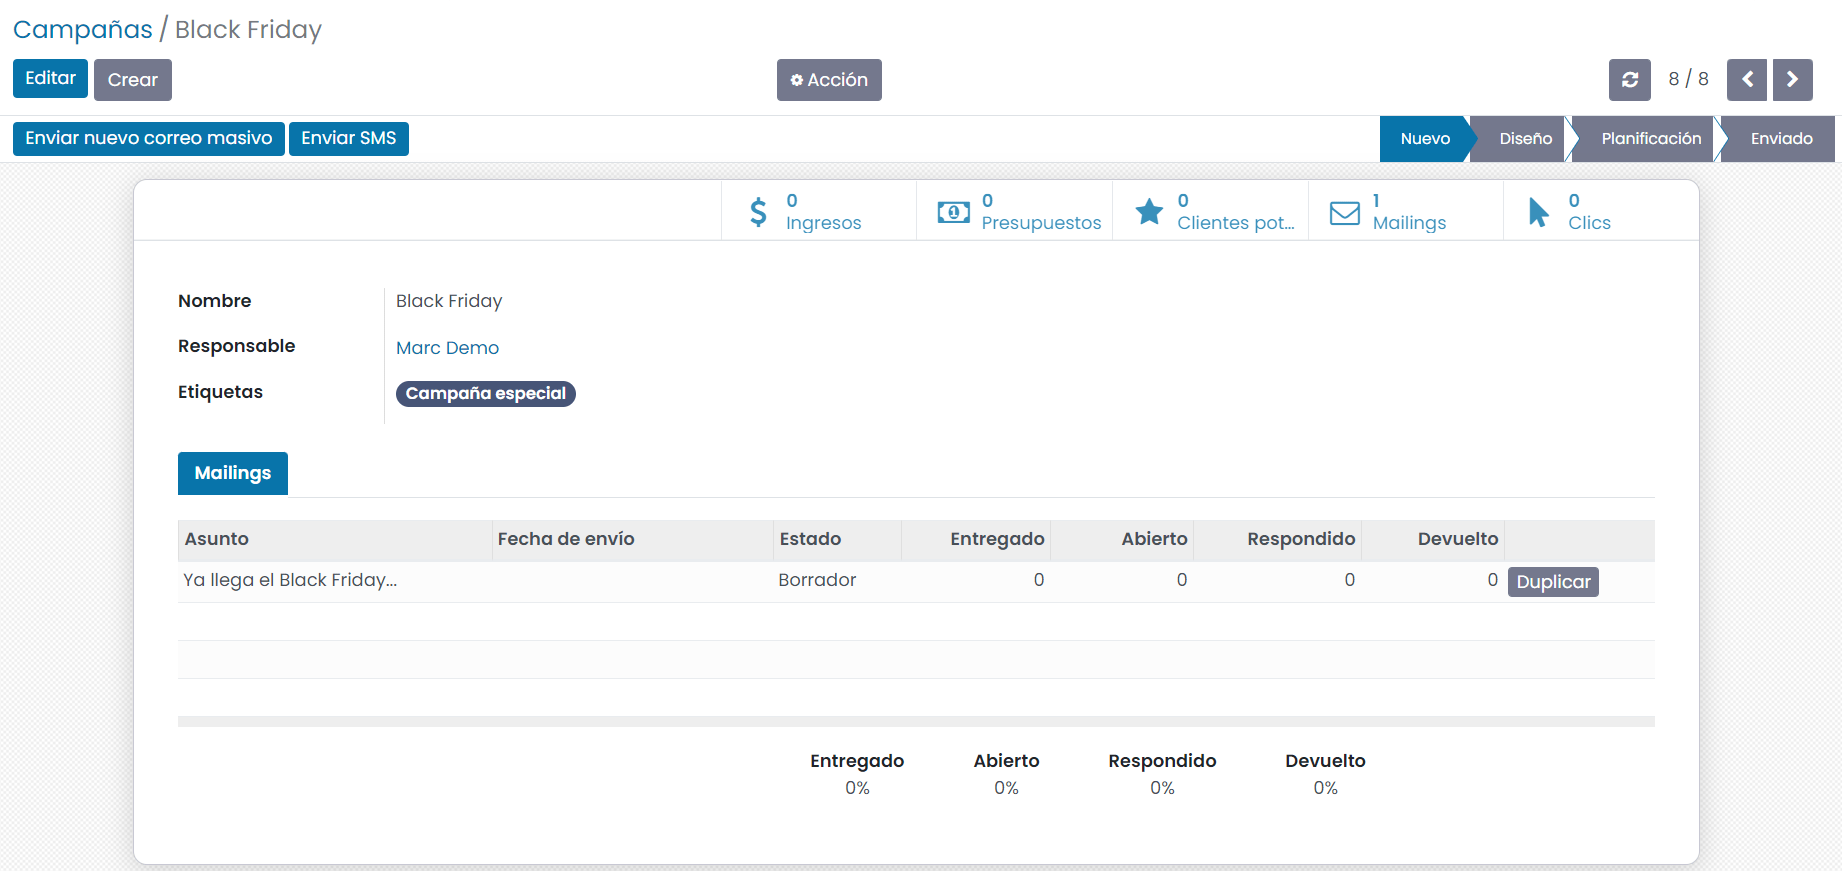 Campañas / Black Friday
Editar Crear Acción 8 / 8
Enviar nuevo correo masivo Enviar SMS Nuevo Diseño Planificación Enviado
0 0 0 1 0
Ingresos Presupuestos Clientes pot... Mailings Clics
Nombre Black Friday
Responsable Marc Demo
Etiquetas Campaña especial
Mailings
Asunto Fecha de envío Estado Entregado Abierto Respondido Devuelto
Ya llega el Black Friday... Borrador 0 0 0 0 Duplicar
Entregado Abierto Respondido Devuelto
0% 0% 0% 0%